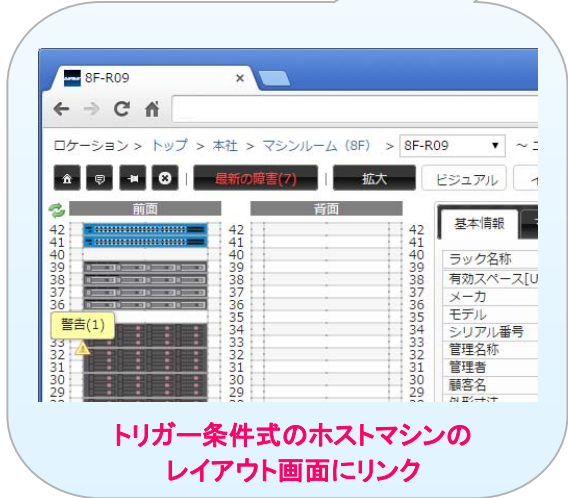 8F-R09 ×
ロケーション > トップ > 本社 > マシンルーム (8F) > 8F-R09 ▼ ～
最新の障害(7) 拡大 ビジュアル
前面 背面
基本情報
42 42 42
41 41 41
40 40 40
39 39 39
38 38 38
37 37 37
36 36 36
35 35
34 34
33 33 33
32 32 32
31 31 31
30 30 30
29 29 29
警告(1)
ラック名称
有効スペース[U
メーカ
モデル
シリアル番号
管理名称
管理者
顧客名
トリガー条件式のホストマシンの
レイアウト画面にリンク